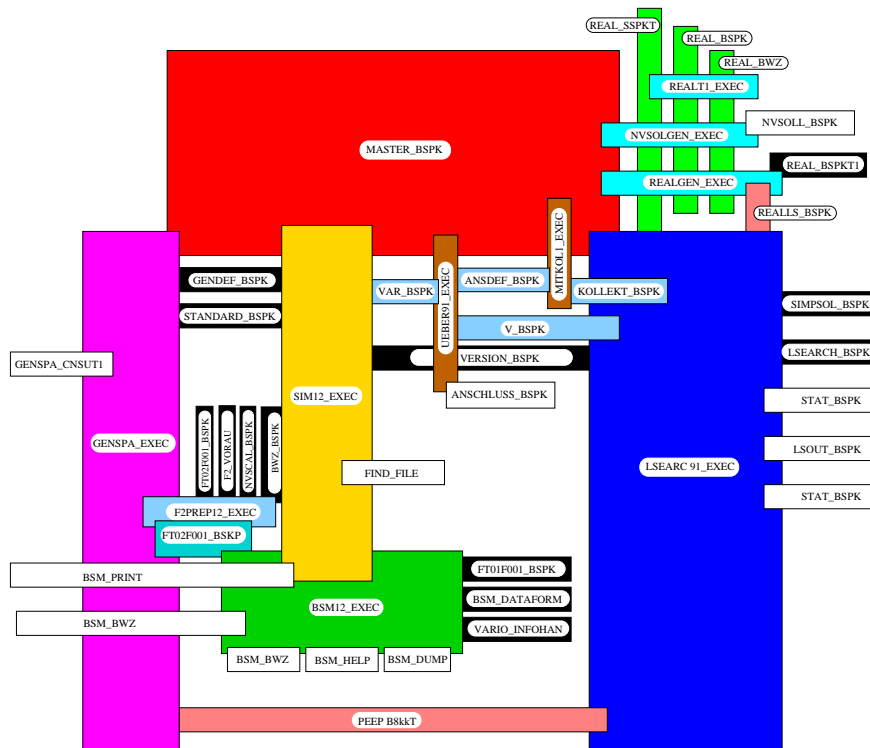 REAL_SSPKT
REAL_BSPK
REAL_BWZ
REALT1_EXEC
NVSOLL_BSPK
NVSOLGEN_EXEC
MASTER_BSPK
REAL_BSPKT1
REALGEN_EXEC
REALLS_BSPK
MITKOL1_EXEC
UEBER91_EXEC
GENDEF_BSPK
VAR_BSPK
ANSDEF_BSPK
KOLLEKT_BSPK
SIMPSOL_BSPK
STANDARD_BSPK
V_BSPK
LSEARCH_BSPK
GENSPA_CNSUT1
VERSION_BSPK
SIM12_EXEC
ANSCHLUSS_BSPK
STAT_BSPK
GENSPA_EXEC
FT02F001_BSPK
F2_VORAU
NVSCAL_BSPK
BWZ_BSPK
LSOUT_BSPK
FIND_FILE
LSEARC 91_EXEC
STAT_BSPK
F2PREP12_EXEC
FT02F001_BSKP
FT01F001_BSPK
BSM_PRINT
BSM_DATAFORM
BSM12_EXEC
BSM_BWZ
VARIO_INFOHAN
BSM_BWZ
BSM_HELP
BSM_DUMP
PEEP B8kkT